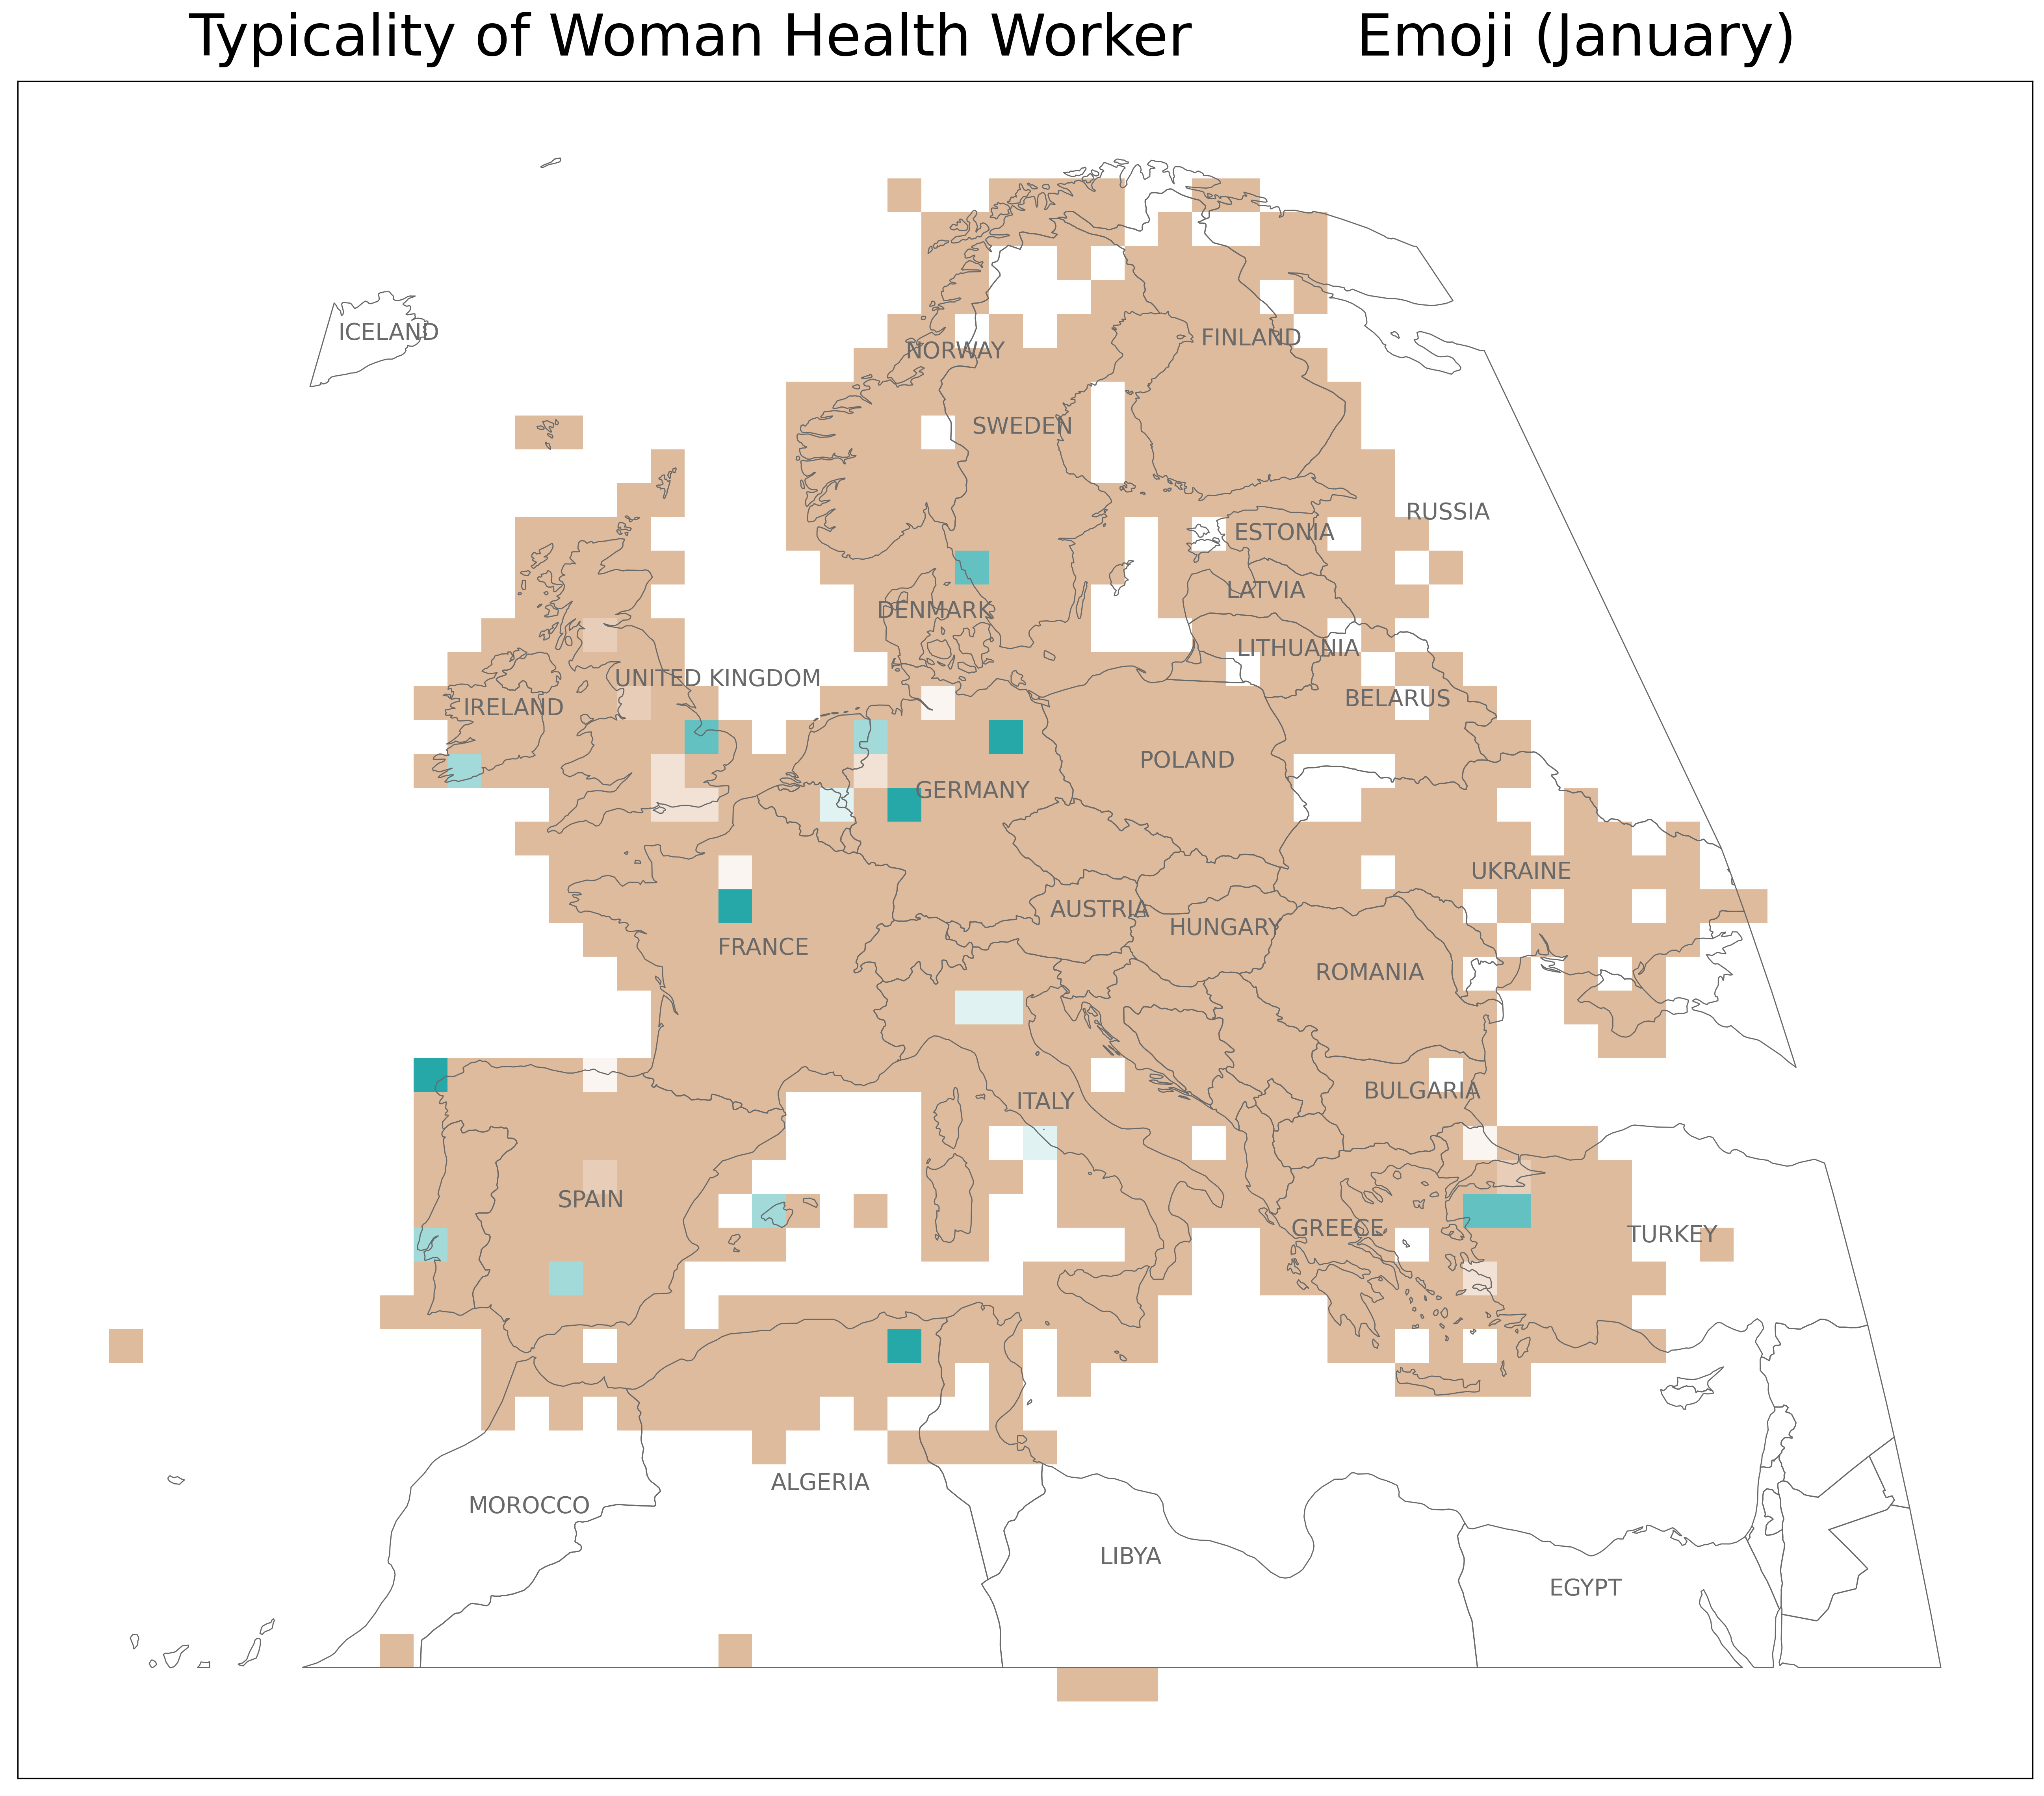 Typicality of Woman Health Worker Emoji (January)
ICELAND
NORWAY
FINLAND
SWEDEN
RUSSIA
ESTONIA
LATVIA
DENMARK
LITHUANIA
UNITED KINGDOM
BELARUS
IRELAND
POLAND
GERMANY
UKRAINE
AUSTRIA
HUNGARY
FRANCE
ROMANIA
BULGARIA
ITALY
SPAIN
GREECE
TURKEY
ALGERIA
MOROCCO
LIBYA
EGYPT